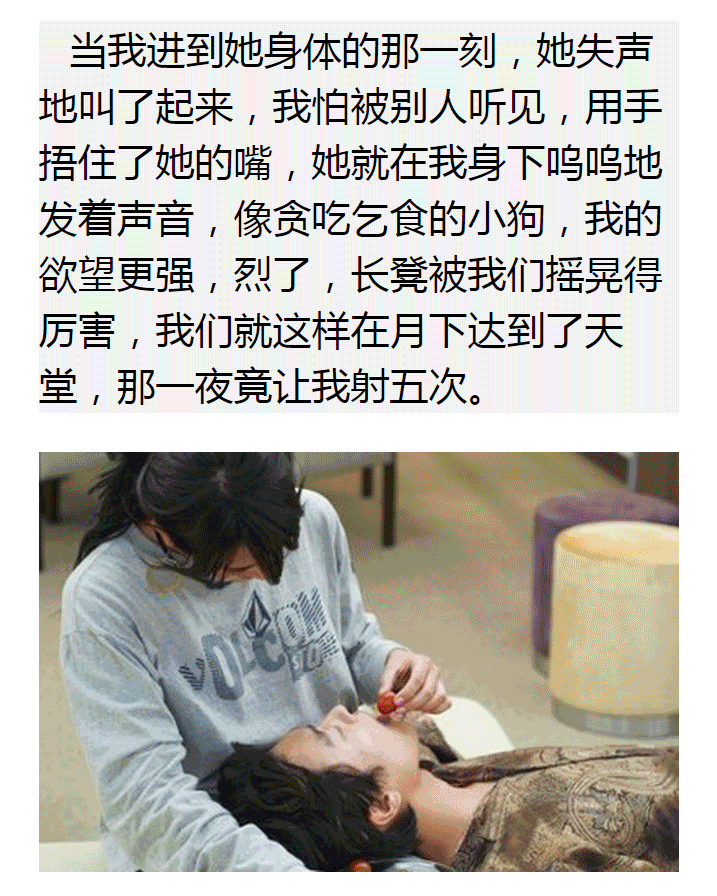 当我进到她身体的那一刻，她失声
地叫了起来，我怕被别人听见，用手
捂住了她的嘴，她就在我身下呜呜地
发着声音，像贪吃乞食的小狗，我的
欲望更强，烈了，长凳被我们摇晃得
厉害，我们就这样在月下达到了天
堂，那一夜竟让我射五次。
VOLCOM